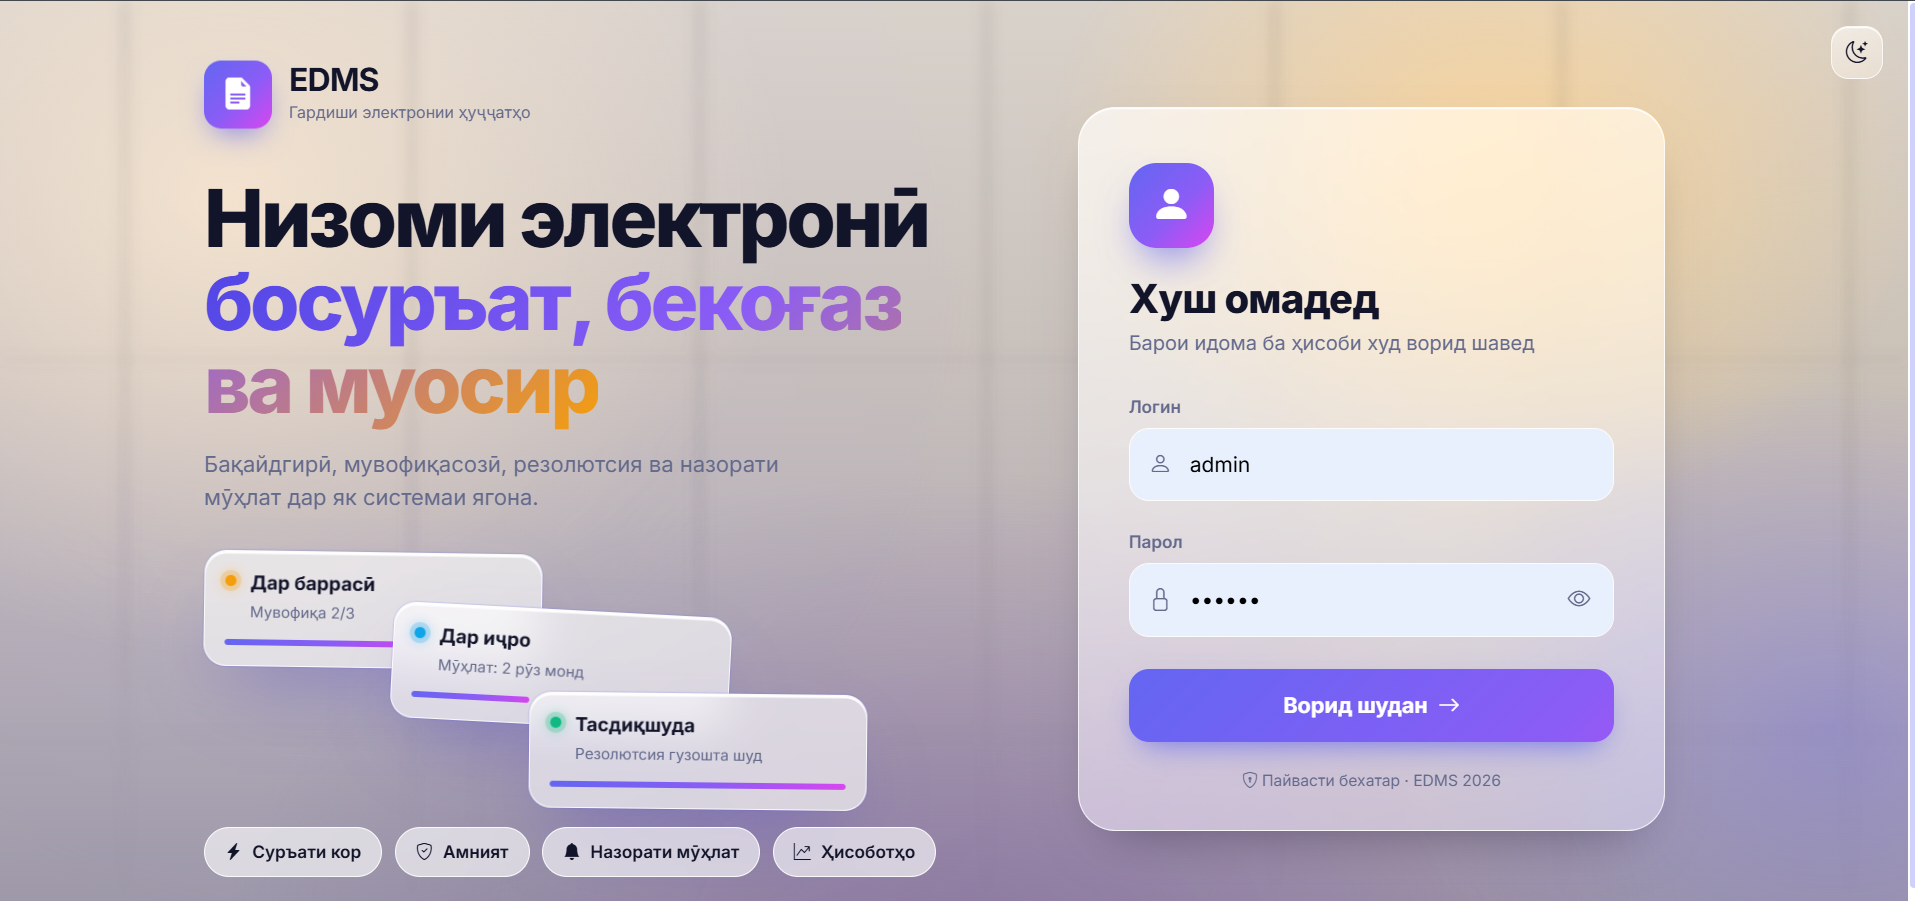 EDMS
Гардиши электронии ҳуҷҷатҳо
Низоми электронӣ
босуръат, бекоғаз
ва муосир
Бақайдгирӣ, мувофиқасозӣ, резолютсия ва назорати
мӯҳлат дар як системаи ягона.
Дар баррасӣ
Мувофиқа 2/3
Дар иҷро
Мӯҳлат: 2 рӯз монд
Тасдиқшуда
Резолютсия гузошта шуд
Суръати кор
Амният
Назорати мӯҳлат
Ҳисоботҳо
Хуш омадед
Барои идома ба ҳисоби худ ворид шавед
Логин
admin
Парол
••••••
Ворид шудан →
Пайвасти бехатар · EDMS 2026